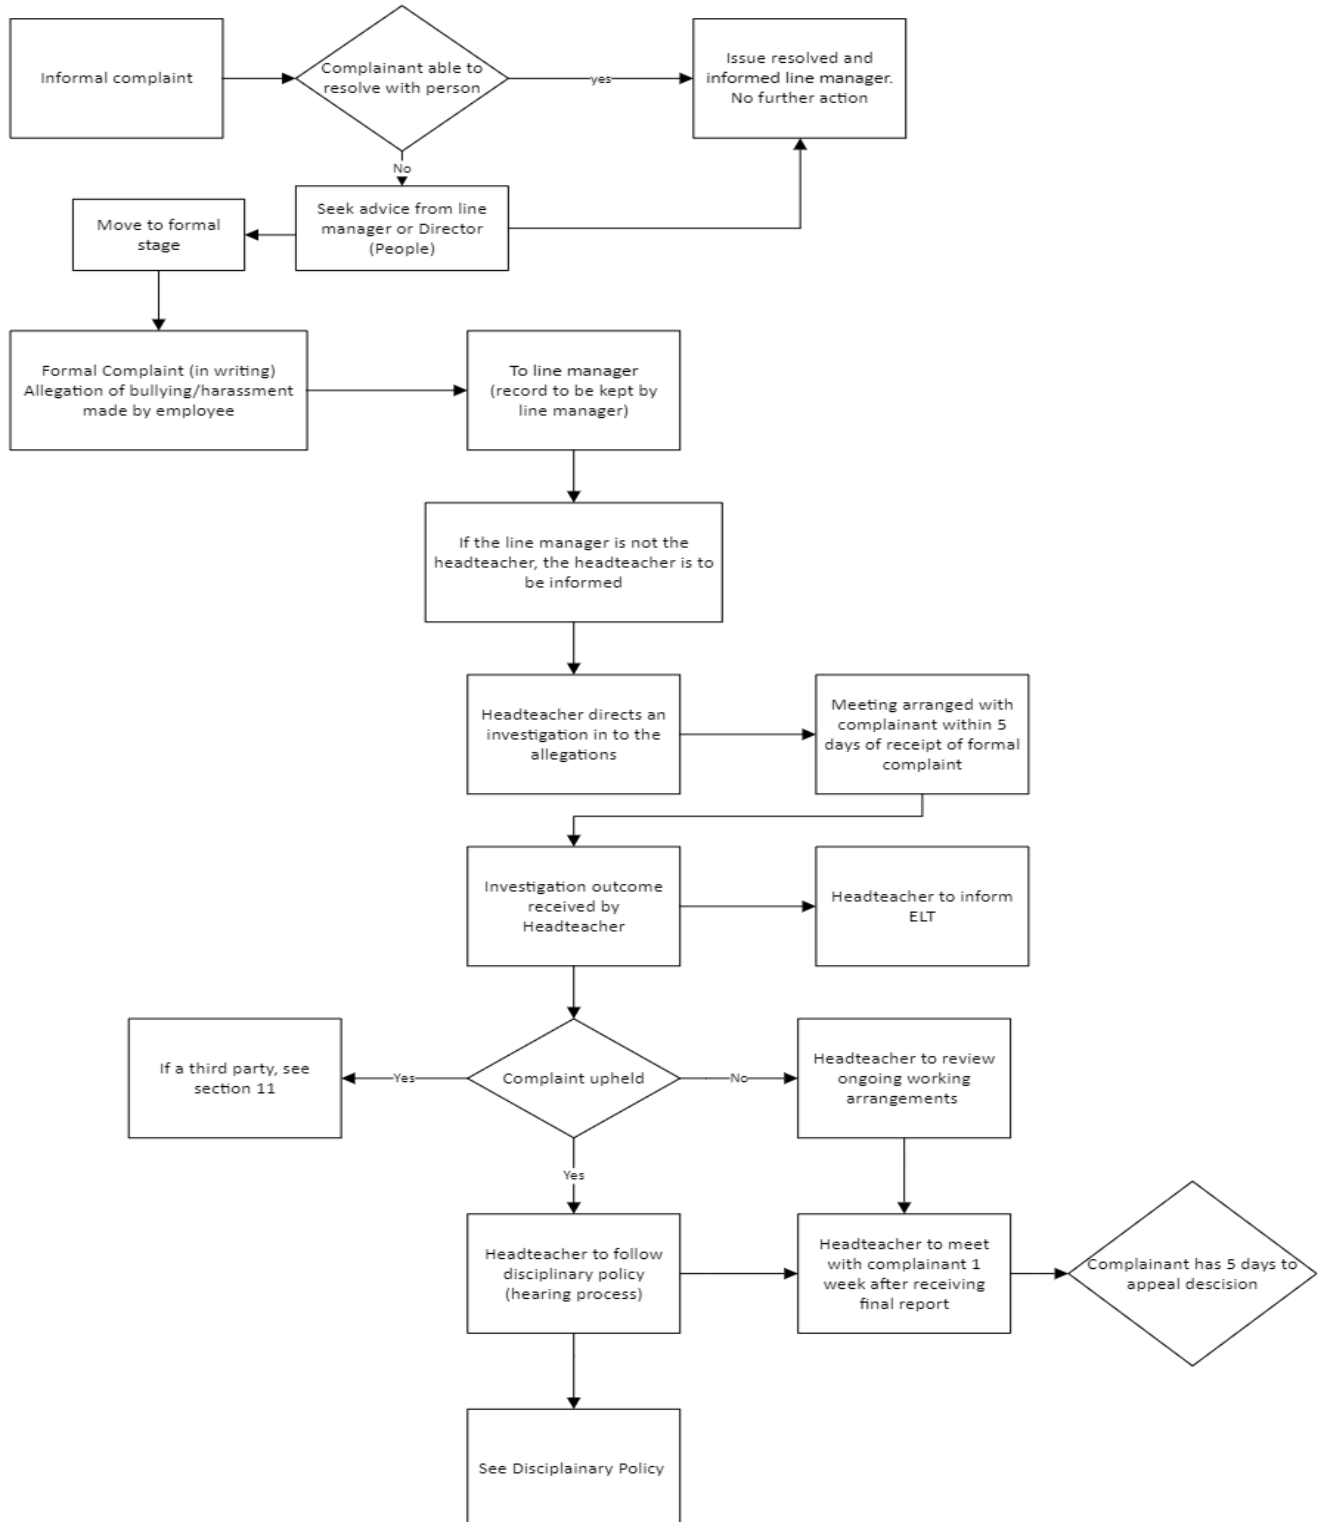 Informal complaint
Complainant able to
resolve with person
yes
Issue resolved and
informed line manager.
No further action
No
Seek advice from line
manager or Director
(People)
Move to formal
stage
Formal Complaint (in writing)
Allegation of bullying/harassment
made by employee
To line manager
(record to be kept by
line manager)
If the line manager is not the
headteacher, the headteacher is to
be informed
Headteacher directs an
investigation in to the
allegations
Meeting arranged with
complainant within 5
days of receipt of formal
complaint
Investigation outcome
received by
Headteacher
Headteacher to inform
ELT
If a third party, see
section 11
Yes
Complaint upheld
No
Headteacher to review
ongoing working
arrangements
Yes
Headteacher to follow
disciplinary policy
(hearing process)
Headteacher to meet
with complainant 1
week after receiving
final report
Complainant has 5 days to
appeal descision
See Disciplainary Policy